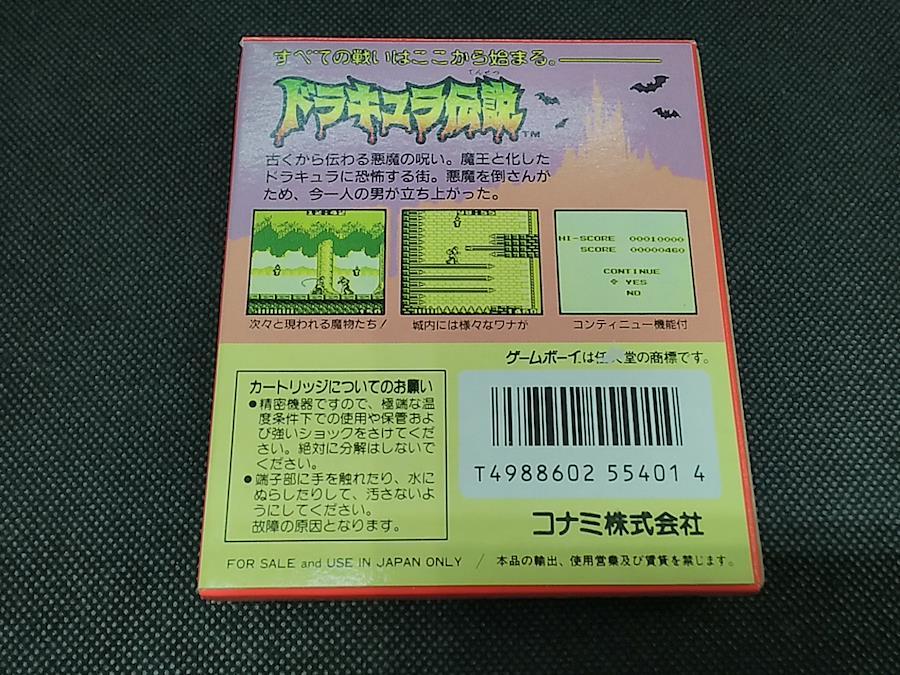 すべての戦いはここから始まる。
でんせつ
ドラキュラ伝説™
古くから伝わる悪魔の呪い。魔王と化した
ドラキュラに恐怖する街。悪魔を倒さんが
ため、今一人の男が立ち上がった。
HI-SCORE 00010000
SCORE 00000460
CONTINUE
YES
NO
次々と現われる魔物たち!
城内には様々なワナが
コンティニュー機能付
ゲームボーイは任天堂の商標です。
カートリッジについてのお願い
●精密機器ですので、極端な温
度条件下での使用や保管およ
び強いショックをさけてくだ
さい。絶対に分解はしないで
ください。
●端子部に手を触れたり、水に
ぬらしたりして、汚さないよ
うにしてください。
故障の原因となります。
T4988602 55401 4
コナミ株式会社
FOR SALE and USE IN JAPAN ONLY / 本品の輸出、使用営業及び賃貸を禁じます。